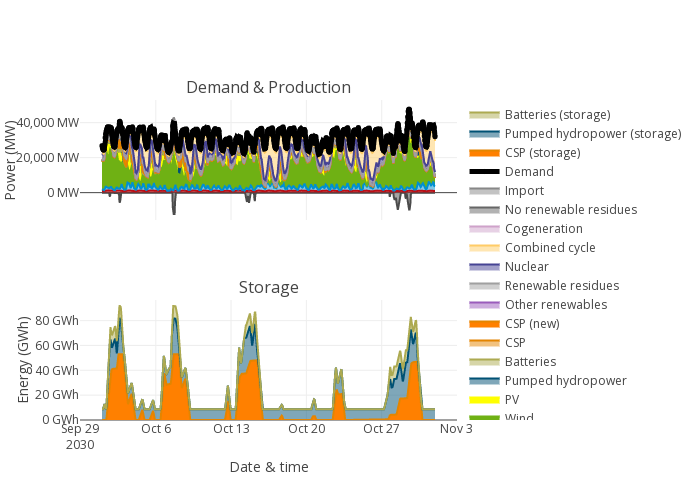 Demand & Production
Power (MW)
40,000 MW
20,000 MW
0 MW
Storage
Energy (GWh)
80 GWh
60 GWh
40 GWh
20 GWh
0 GWh
Sep 29
2030
Oct 6
Oct 13
Oct 20
Oct 27
Nov 3
Date & time
Batteries (storage)
Pumped hydropower (storage)
CSP (storage)
Demand
Import
No renewable residues
Cogeneration
Combined cycle
Nuclear
Renewable residues
Other renewables
CSP (new)
CSP
Batteries
Pumped hydropower
PV
Wind